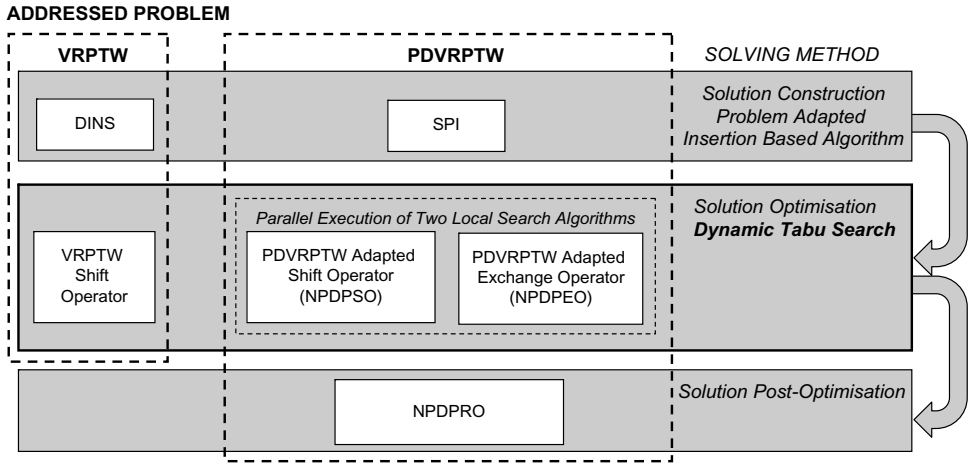 ADDRESSED PROBLEM
VRPTW
PDVRPTW
SOLVING METHOD
DINS
SPI
Solution Construction
Problem Adapted
Insertion Based Algorithm
Parallel Execution of Two Local Search Algorithms
VRPTW
Shift
Operator
PDVRPTW Adapted
Shift Operator
(NPDPSO)
PDVRPTW Adapted
Exchange Operator
(NPDPEO)
Solution Optimisation
Dynamic Tabu Search
NPDPRO
Solution Post-Optimisation